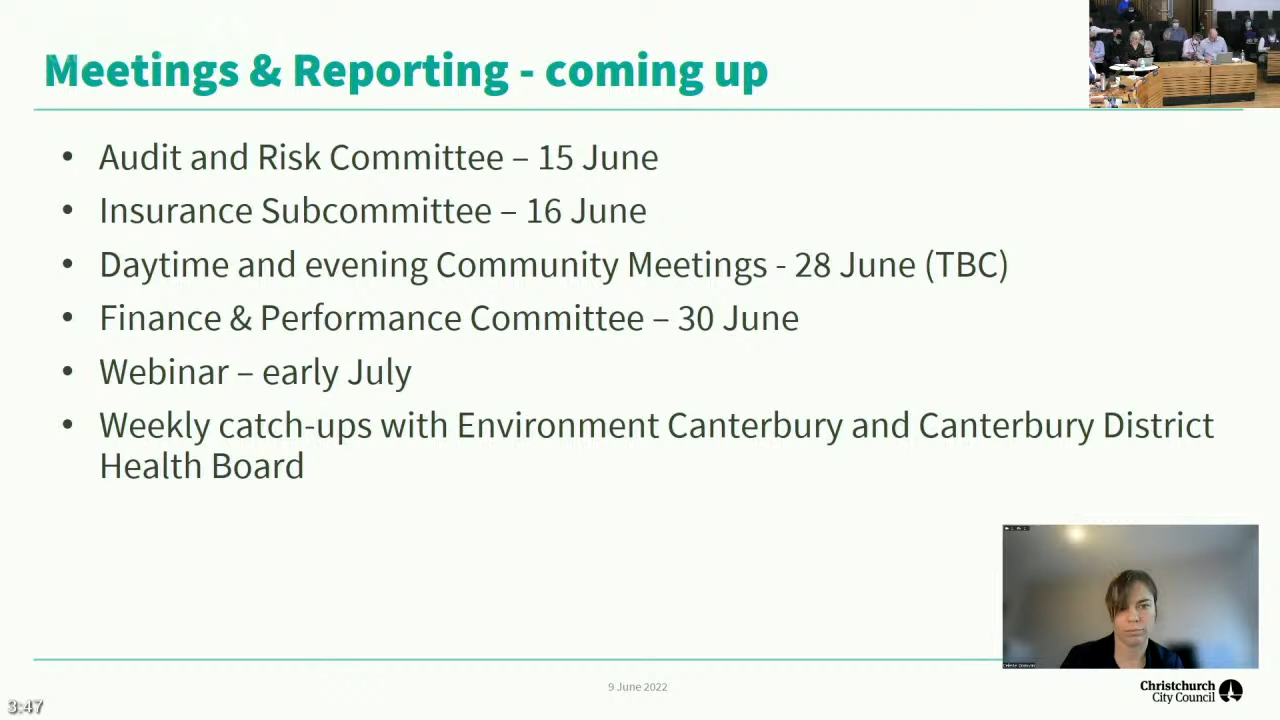 Meetings & Reporting - coming up
• Audit and Risk Committee – 15 June
• Insurance Subcommittee – 16 June
• Daytime and evening Community Meetings - 28 June (TBC)
• Finance & Performance Committee – 30 June
• Webinar – early July
• Weekly catch-ups with Environment Canterbury and Canterbury District
Health Board
9 June 2022
Christchurch
City Council
3:47